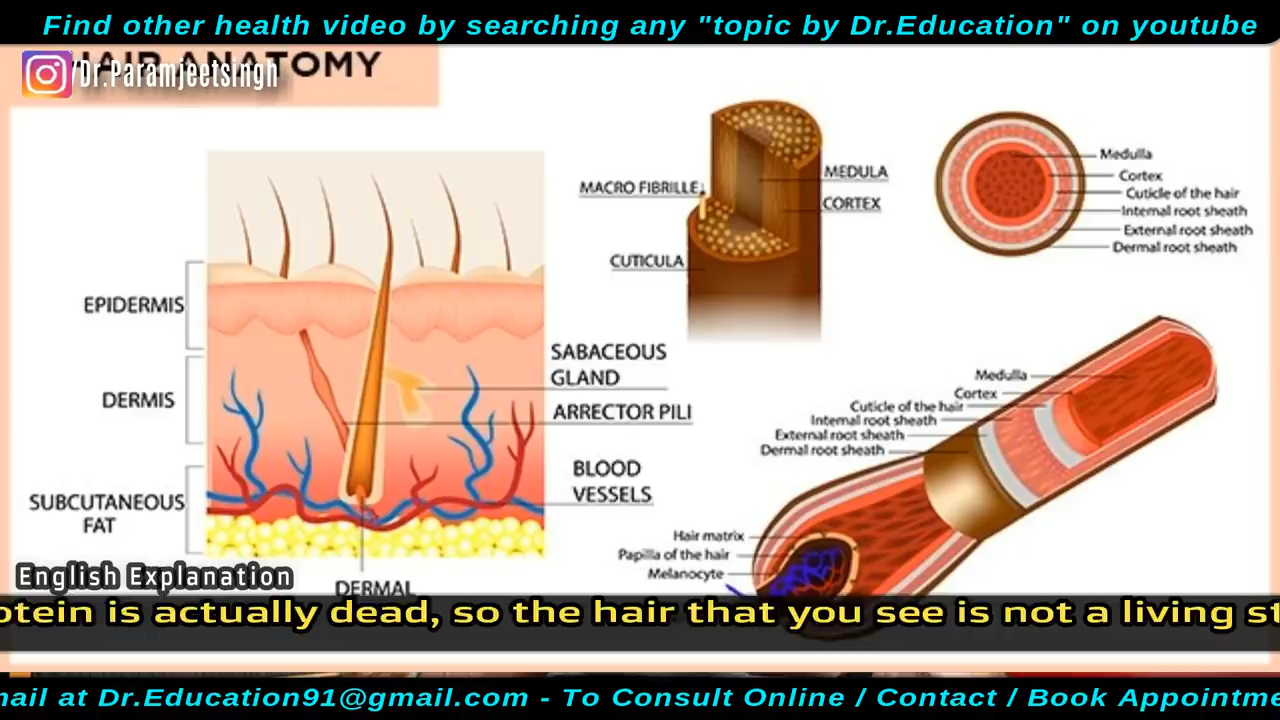 Find other health video by searching any "topic by Dr.Education" on youtube
HAIR ANATOMY
/Dr.Paramjeetsingh
MACRO FIBRILLE
MEDULA
CORTEX
CUTICULA
Medulla
Cortex
Cuticle of the hair
Internal root sheath
External root sheath
Dermal root sheath
EPIDERMIS
DERMIS
SUBCUTANEOUS
FAT
SABACEOUS
GLAND
ARRECTOR PILI
BLOOD
VESSELS
DERMAL
Medulla
Cortex
Cuticle of the hair
Internal root sheath
External root sheath
Dermal root sheath
Hair matrix
Papilla of the hair
Melanocyte
English Explanation
otein is actually dead, so the hair that you see is not a living st
nail at Dr.Education91@gmail.com - To Consult Online / Contact / Book Appointme